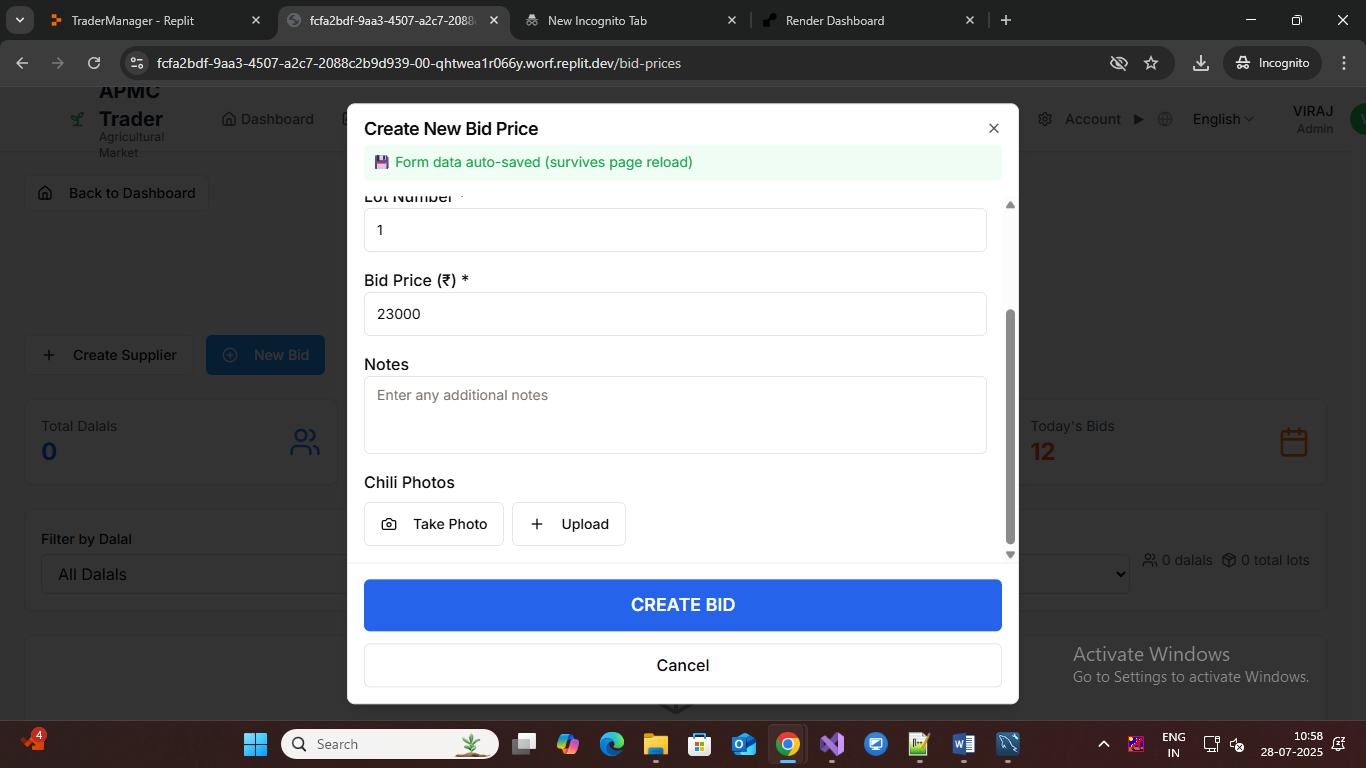 TraderManager - Replit
fcfa2bdf-9aa3-4507-a2c7-2088
New Incognito Tab
Render Dashboard
fcfa2bdf-9aa3-4507-a2c7-2088c2b9d939-00-qhtwea1r066y.worf.replit.dev/bid-prices
Incognito
APMC
Trader
Agricultural
Market
Dashboard
Account
English
VIRAJ
Admin
Back to Dashboard
Create New Bid Price
💾 Form data auto-saved (survives page reload)
Lot Number *
1
Bid Price (₹) *
23000
Notes
Enter any additional notes
Chili Photos
Take Photo
Upload
CREATE BID
Cancel
Create Supplier
New Bid
Total Dalals
0
Today's Bids
12
Filter by Dalal
All Dalals
0 dalals
0 total lots
Activate Windows
Go to Settings to activate Windows.
4
Search
ENG
IN
10:58
28-07-2025